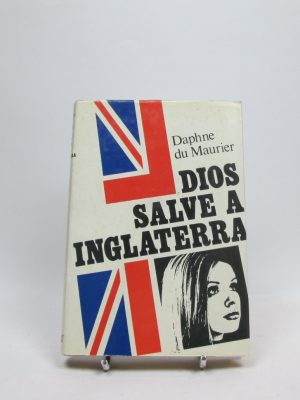 Daphne
du Maurier
DIOS
SALVE A
INGLATERRA